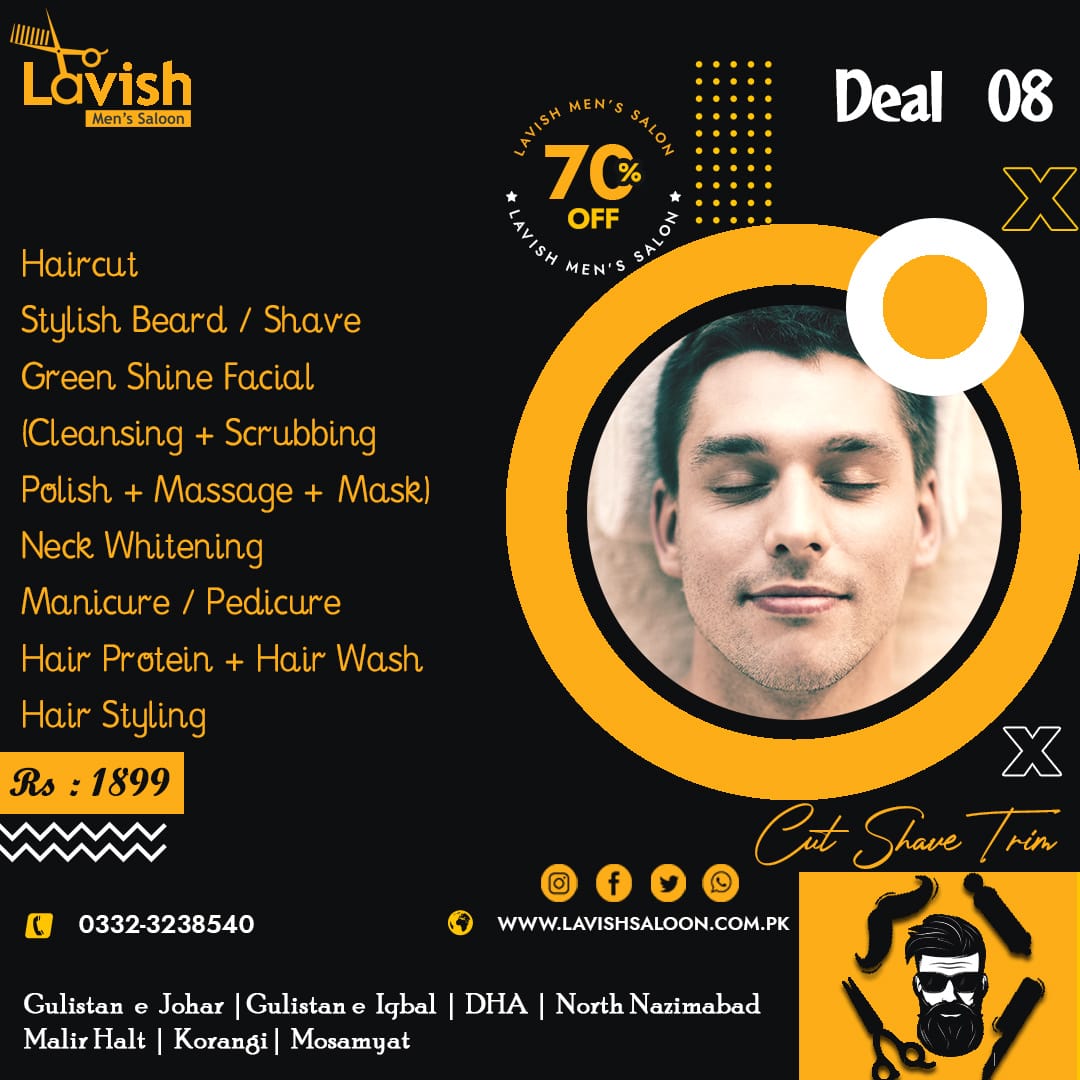 Lavish
Men's Saloon
Deal 08
LAVISH MEN'S SALON
70%
OFF
LAVISH MEN'S SALON
Haircut
Stylish Beard / Shave
Green Shine Facial
(Cleansing + Scrubbing
Polish + Massage + Mask)
Neck Whitening
Manicure / Pedicure
Hair Protein + Hair Wash
Hair Styling
Rs : 1899
Cut Shave Trim
0332-3238540
WWW.LAVISHSALOON.COM.PK
Gulistan e Johar | Gulistan e Iqbal | DHA | North Nazimabad
Malir Halt | Korangi | Mosamyat